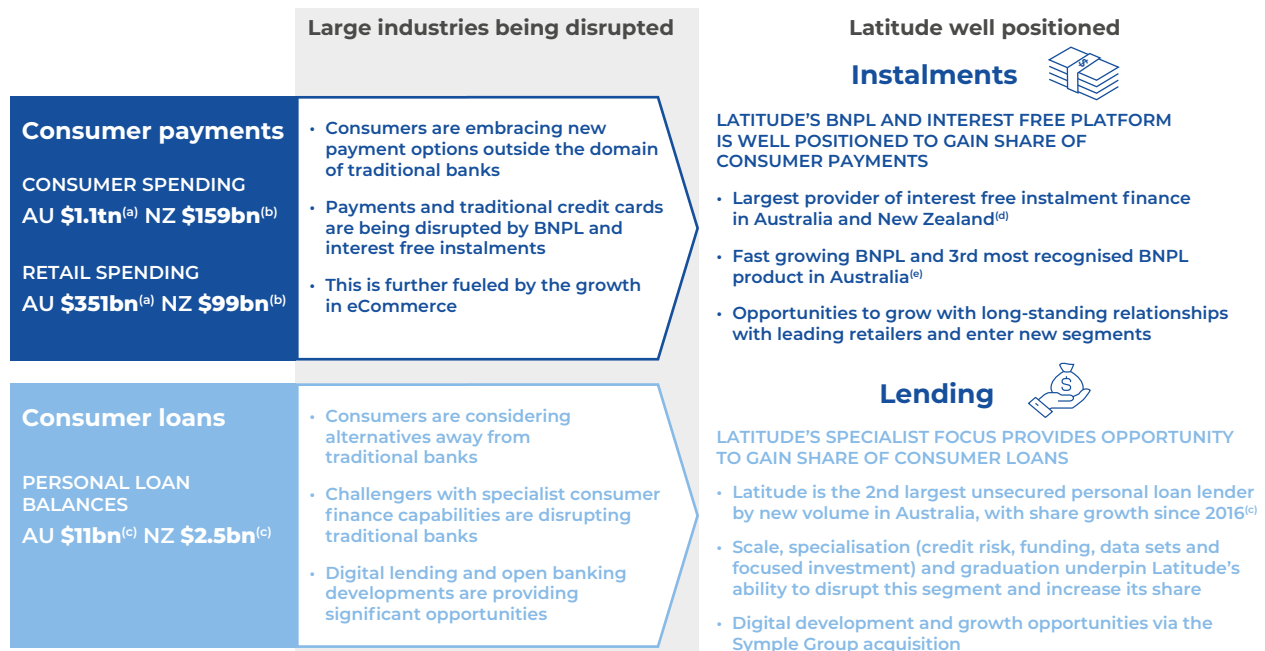 Large industries being disrupted
Latitude well positioned
Consumer payments
CONSUMER SPENDING
AU $1.1tn(a) NZ $159bn(b)
RETAIL SPENDING
AU $351bn(a) NZ $99bn(b)
• Consumers are embracing new
payment options outside the domain
of traditional banks
• Payments and traditional credit cards
are being disrupted by BNPL and
interest free instalments
• This is further fueled by the growth
in eCommerce
Instalments
$
LATITUDE’S BNPL AND INTEREST FREE PLATFORM
IS WELL POSITIONED TO GAIN SHARE OF
CONSUMER PAYMENTS
• Largest provider of interest free instalment finance
in Australia and New Zealand(d)
• Fast growing BNPL and 3rd most recognised BNPL
product in Australia(e)
• Opportunities to grow with long-standing relationships
with leading retailers and enter new segments
Consumer loans
PERSONAL LOAN
BALANCES
AU $11bn(c) NZ $2.5bn(c)
• Consumers are considering
alternatives away from
traditional banks
• Challengers with specialist consumer
finance capabilities are disrupting
traditional banks
• Digital lending and open banking
developments are providing
significant opportunities
Lending
$
LATITUDE’S SPECIALIST FOCUS PROVIDES OPPORTUNITY
TO GAIN SHARE OF CONSUMER LOANS
• Latitude is the 2nd largest unsecured personal loan lender
by new volume in Australia, with share growth since 2016(c)
• Scale, specialisation (credit risk, funding, data sets and
focused investment) and graduation underpin Latitude’s
ability to disrupt this segment and increase its share
• Digital development and growth opportunities via the
Symple Group acquisition